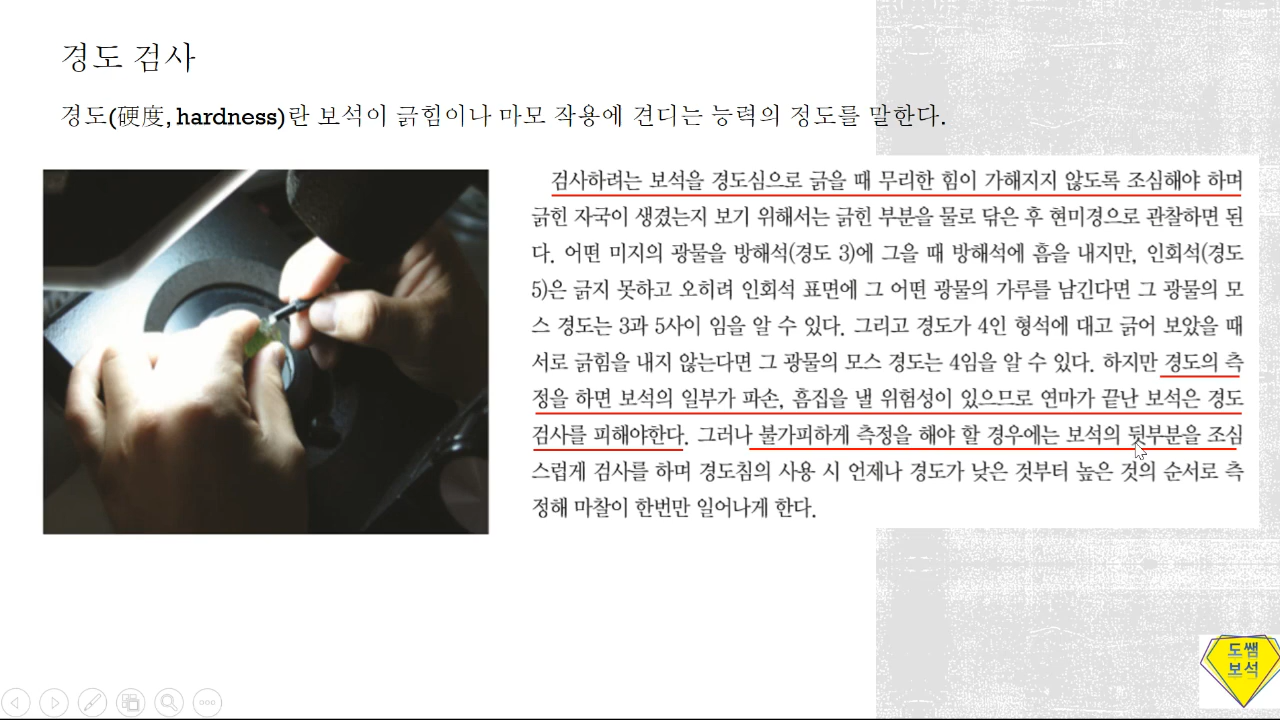 경도 검사
경도(硬度, hardness)란 보석이 긁힘이나 마모 작용에 견디는 능력의 정도를 말한다.
검사하려는 보석을 경도심으로 긁을 때 무리한 힘이 가해지지 않도록 조심해야 하며
긁힌 자국이 생겼는지 보기 위해서는 긁힌 부분을 물로 닦은 후 현미경으로 관찰하면 된
다. 어떤 미지의 광물을 방해석(경도 3)에 그을 때 방해석에 흠을 내지만, 인회석(경도
5)은 긁지 못하고 오히려 인회석 표면에 그 어떤 광물의 가루를 남긴다면 그 광물의 모
스 경도는 3과 5사이 임을 알 수 있다. 그리고 경도가 4인 형석에 대고 긁어 보았을 때
서로 긁힘을 내지 않는다면 그 광물의 모스 경도는 4임을 알 수 있다. 하지만 경도의 측
정을 하면 보석의 일부가 파손, 흠집을 낼 위험성이 있으므로 연마가 끝난 보석은 경도
검사를 피해야한다. 그러나 불가피하게 측정을 해야 할 경우에는 보석의 뒷부분을 조심
스럽게 검사를 하며 경도침의 사용 시 언제나 경도가 낮은 것부터 높은 것의 순서로 측
정해 마찰이 한번만 일어나게 한다.
도쌤
보석